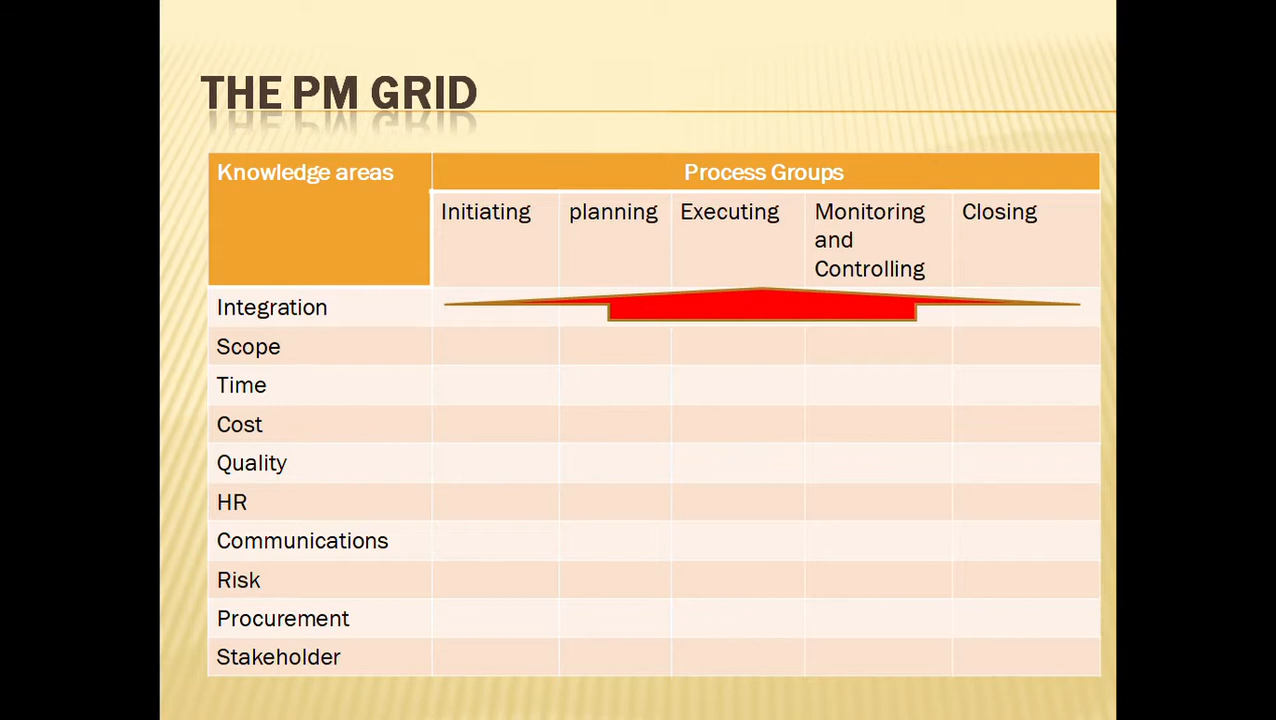 THE PM GRID
Knowledge areas
Process Groups
Initiating
planning
Executing
Monitoring
and
Controlling
Closing
Integration
Scope
Time
Cost
Quality
HR
Communications
Risk
Procurement
Stakeholder